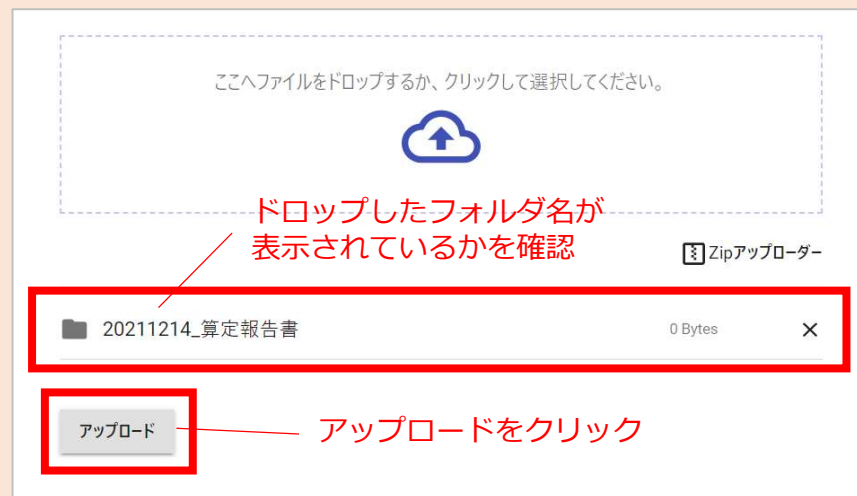 ここへファイルをドロップするか、クリックして選択してください。
ドロップしたフォルダ名が
表示されているかを確認
Zipアップローダー
20211214_算定報告書 0 Bytes ×
アップロード
アップロードをクリック